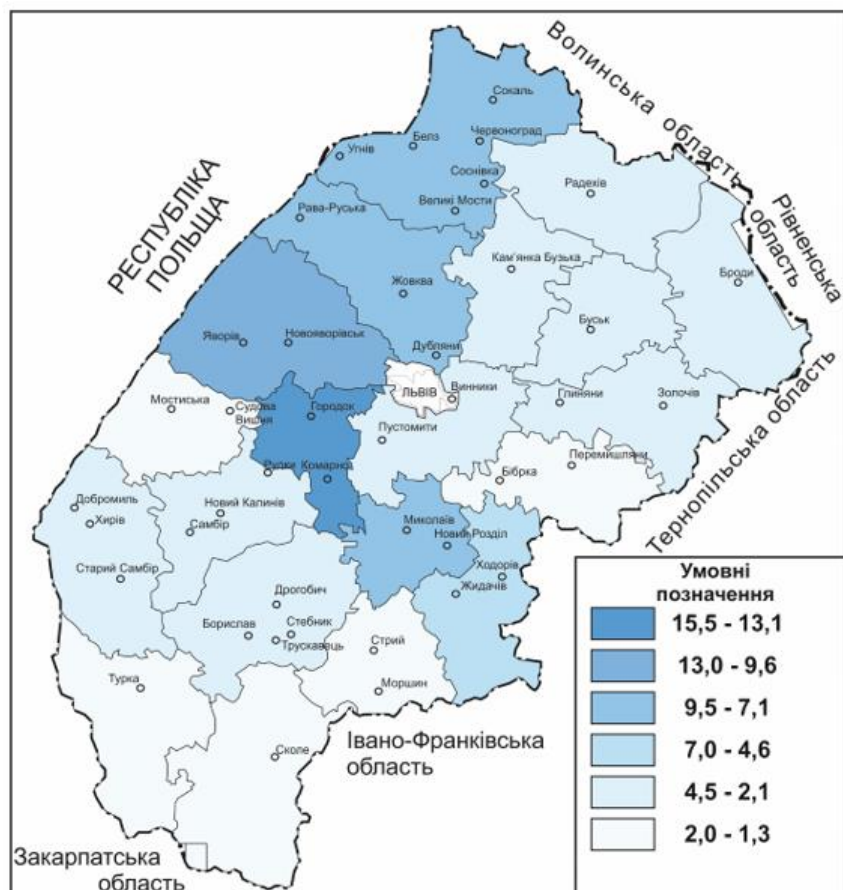 Волинська область
Рівненська
область
РЕСПУБЛІКА
ПОЛЬЩА
Тернопільська область
Івано-Франківська
область
Закарпатська
область
Сокаль
Белз
Червоноград
Угнів
Соснівка
Великі Мости
Радехів
Рава-Руська
Кам'янка Бузька
Жовква
Броди
Буськ
Яворів
Новояворівськ
Дубляни
ЛЬВІВ
Винники
Глиняни
Золочів
Мостиська
Судова
Вишня
Городок
Пустомити
Рудки
Комарно
Бібрка
Перемишляни
Добромиль
Хирів
Новий Калинів
Самбір
Миколаїв
Новий Розділ
Ходорів
Старий Самбір
Жидачів
Дрогобич
Борислав
Стебник
Трускавець
Стрий
Моршин
Турка
Сколе
Умовні
позначення
15,5 - 13,1
13,0 - 9,6
9,5 - 7,1
7,0 - 4,6
4,5 - 2,1
2,0 - 1,3